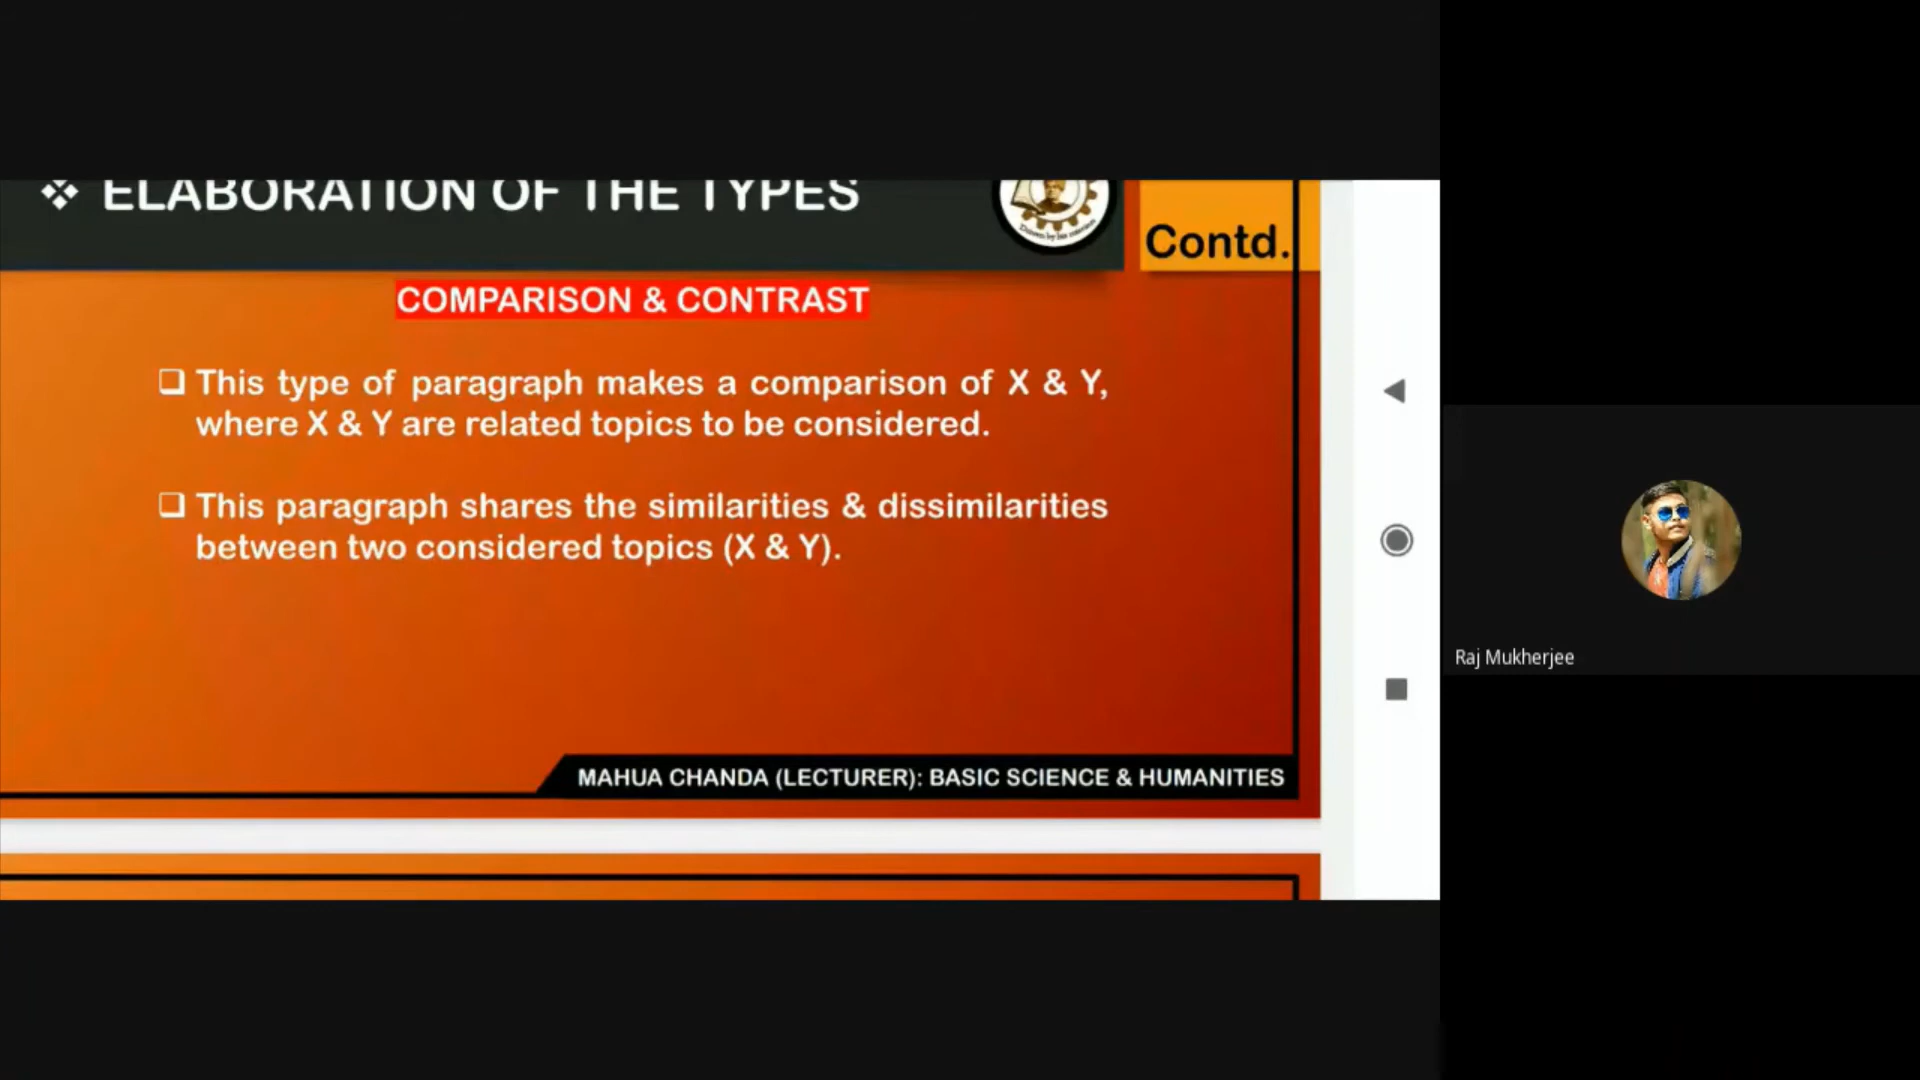 ❖ ELABORATION OF THE TYPES
Contd.
COMPARISON & CONTRAST
❑ This type of paragraph makes a comparison of X & Y,
where X & Y are related topics to be considered.
❑ This paragraph shares the similarities & dissimilarities
between two considered topics (X & Y).
MAHUA CHANDA (LECTURER): BASIC SCIENCE & HUMANITIES
Raj Mukherjee